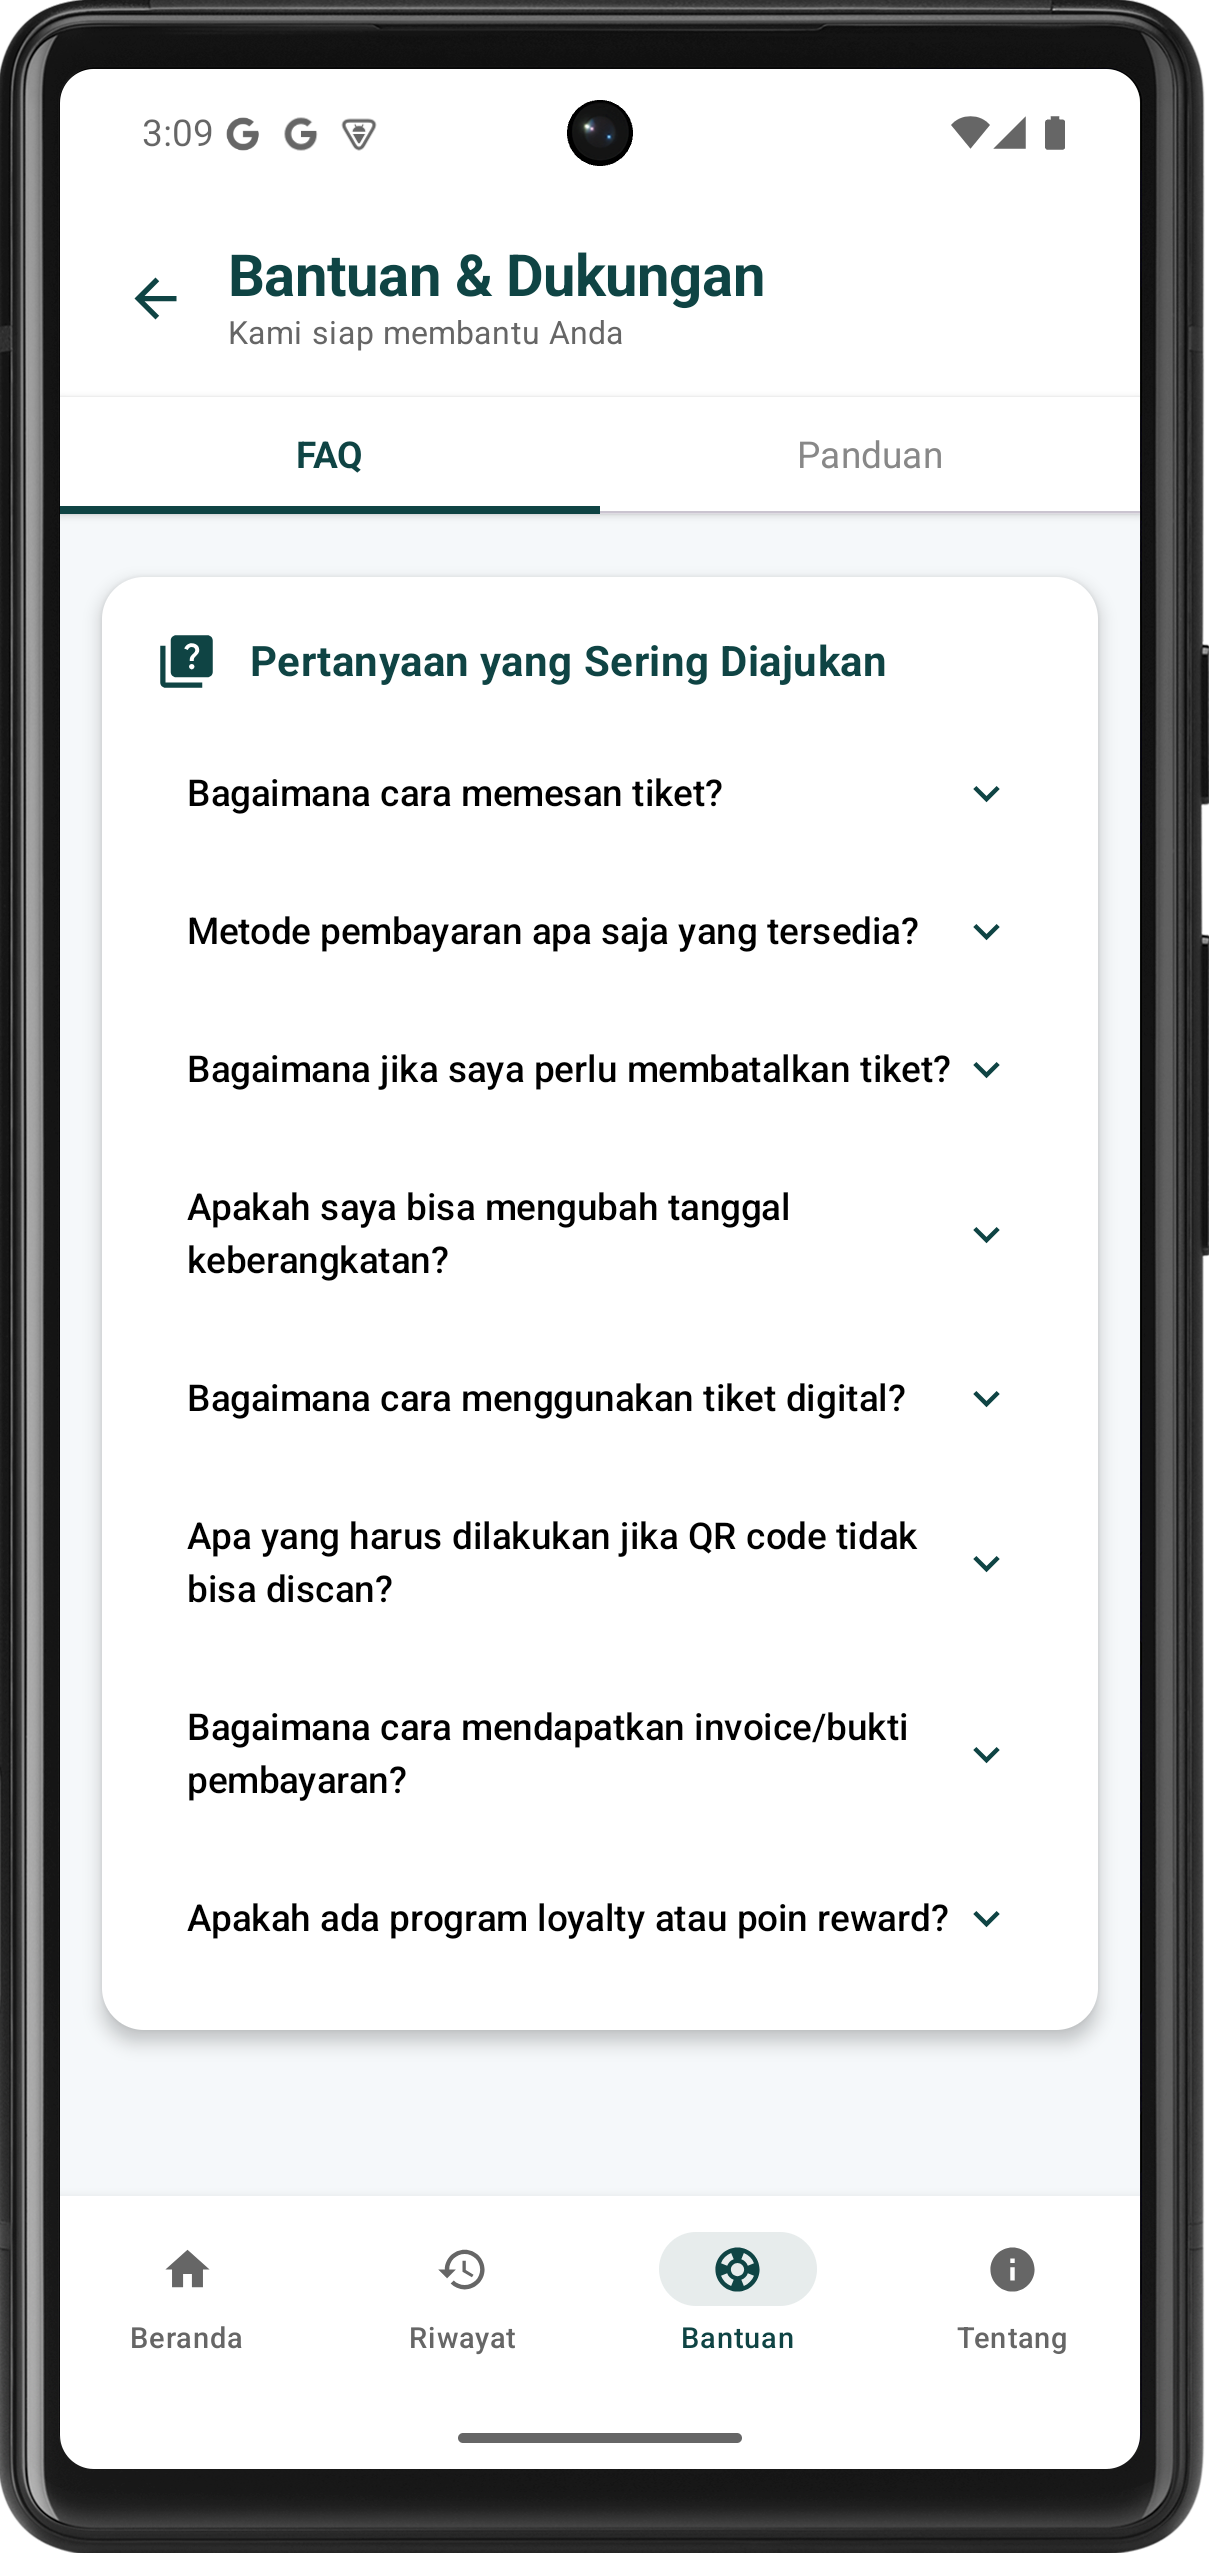 3:09
Bantuan & Dukungan
Kami siap membantu Anda
FAQ
Panduan
Pertanyaan yang Sering Diajukan
Bagaimana cara memesan tiket?
Metode pembayaran apa saja yang tersedia?
Bagaimana jika saya perlu membatalkan tiket?
Apakah saya bisa mengubah tanggal
keberangkatan?
Bagaimana cara menggunakan tiket digital?
Apa yang harus dilakukan jika QR code tidak
bisa discan?
Bagaimana cara mendapatkan invoice/bukti
pembayaran?
Apakah ada program loyalty atau poin reward?
Beranda
Riwayat
Bantuan
Tentang